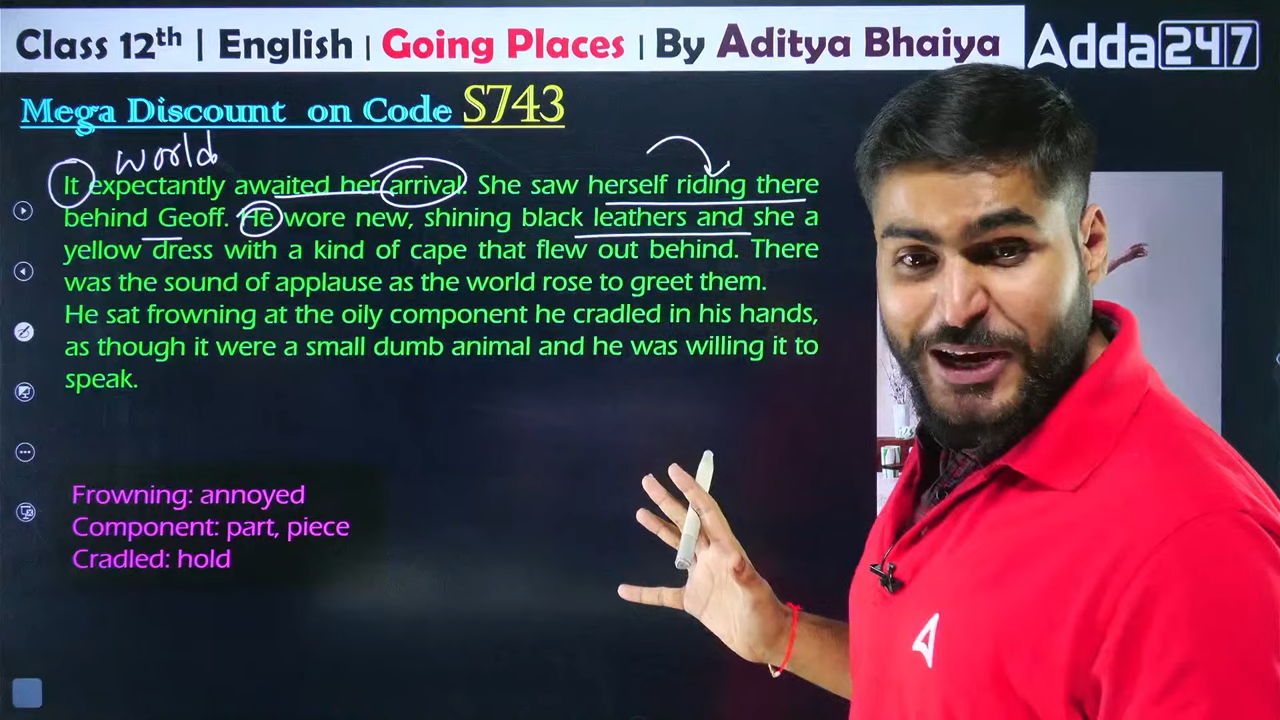 Class 12th | English | Going Places | By Aditya Bhaiya
Adda247
Mega Discount on Code S743
world
It expectantly awaited her arrival. She saw herself riding there
behind Geoff. He wore new, shining black leathers and she a
yellow dress with a kind of cape that flew out behind. There
was the sound of applause as the world rose to greet them.
He sat frowning at the oily component he cradled in his hands,
as though it were a small dumb animal and he was willing it to
speak.
Frowning: annoyed
Component: part, piece
Cradled: hold